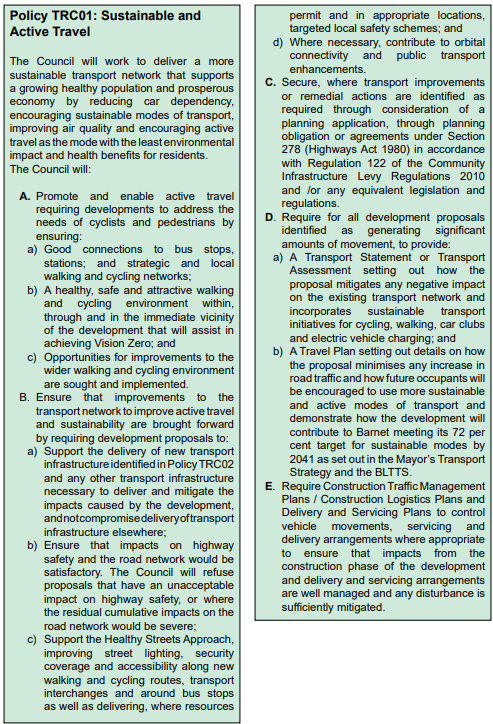 Policy TRC01: Sustainable and
Active Travel
The Council will work to deliver a more
sustainable transport network that supports
a growing healthy population and prosperous
economy by reducing car dependency,
encouraging sustainable modes of transport,
improving air quality and encouraging active
travel as the mode with the least environmental
impact and health benefits for residents.
The Council will:
A. Promote and enable active travel
requiring developments to address the
needs of cyclists and pedestrians by
ensuring:
a) Good connections to bus stops,
stations; and strategic and local
walking and cycling networks;
b) A healthy, safe and attractive walking
and cycling environment within,
through and in the immediate vicinity
of the development that will assist in
achieving Vision Zero; and
c) Opportunities for improvements to the
wider walking and cycling environment
are sought and implemented.
B. Ensure that improvements to the
transport network to improve active travel
and sustainability are brought forward
by requiring development proposals to:
a) Support the delivery of new transport
infrastructure identified in Policy TRC02
and any other transport infrastructure
necessary to deliver and mitigate the
impacts caused by the development,
and not compromise delivery of transport
infrastructure elsewhere;
b) Ensure that impacts on highway
safety and the road network would be
satisfactory. The Council will refuse
proposals that have an unacceptable
impact on highway safety, or where
the residual cumulative impacts on the
road network would be severe;
c) Support the Healthy Streets Approach,
improving street lighting, security
coverage and accessibility along new
walking and cycling routes, transport
interchanges and around bus stops
as well as delivering, where resources
permit and in appropriate locations,
targeted local safety schemes; and
d) Where necessary, contribute to orbital
connectivity and public transport
enhancements.
C. Secure, where transport improvements
or remedial actions are identified as
required through consideration of a
planning application, through planning
obligation or agreements under Section
278 (Highways Act 1980) in accordance
with Regulation 122 of the Community
Infrastructure Levy Regulations 2010
and /or any equivalent legislation and
regulations.
D. Require for all development proposals
identified as generating significant
amounts of movement, to provide:
a) A Transport Statement or Transport
Assessment setting out how the
proposal mitigates any negative impact
on the existing transport network and
incorporates sustainable transport
initiatives for cycling, walking, car clubs
and electric vehicle charging; and
b) A Travel Plan setting out details on how
the proposal minimises any increase in
road traffic and how future occupants will
be encouraged to use more sustainable
and active modes of transport and
demonstrate how the development will
contribute to Barnet meeting its 72 per
cent target for sustainable modes by
2041 as set out in the Mayor's Transport
Strategy and the BLTTS.
E. Require Construction Traffic Management
Plans / Construction Logistics Plans and
Delivery and Servicing Plans to control
vehicle movements, servicing and
delivery arrangements where appropriate
to ensure that impacts from the
construction phase of the development
and delivery and servicing arrangements
are well managed and any disturbance is
sufficiently mitigated.